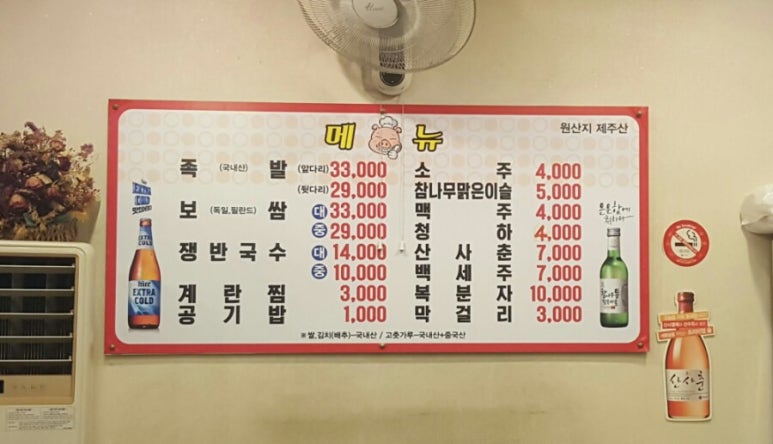 메뉴
원산지 제주산
족 (국내산) 발 (앞다리) 33,000
(뒷다리) 29,000
보 (독일,필란드) 쌈 대 33,000
중 29,000
쟁반국수 대 14,000
중 10,000
계란찜 3,000
공기밥 1,000
소주 4,000
참나무맑은이슬 5,000
맥주 4,000
청하 4,000
산사춘 7,000
백세주 7,000
복분자 10,000
막걸리 3,000
※쌀,김치(배추)-국내산 / 고춧가루-국내산+중국산
EXTRA
COLD
EXTRA
COLD
산사춘